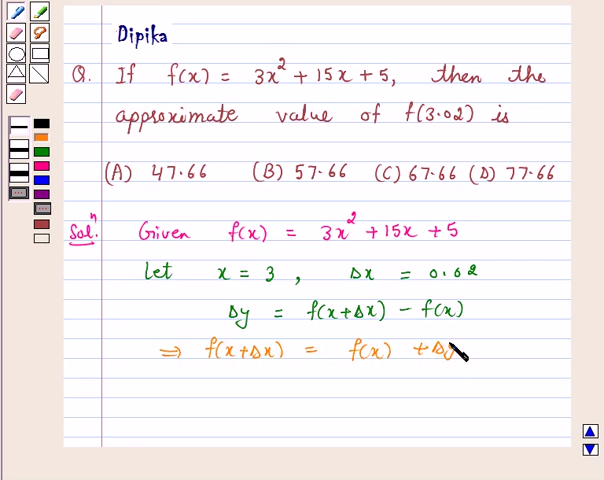 Dipika
Q. If f(x) = 3x² + 15x + 5, then the
approximate value of f(3.02) is
(A) 47.66 (B) 57.66 (C) 67.66 (D) 77.66
Solⁿ. Given f(x) = 3x² + 15x + 5
Let x = 3, Δx = 0.02
Δy = f(x+Δx) - f(x)
⇒ f(x+Δx) = f(x) + Δy